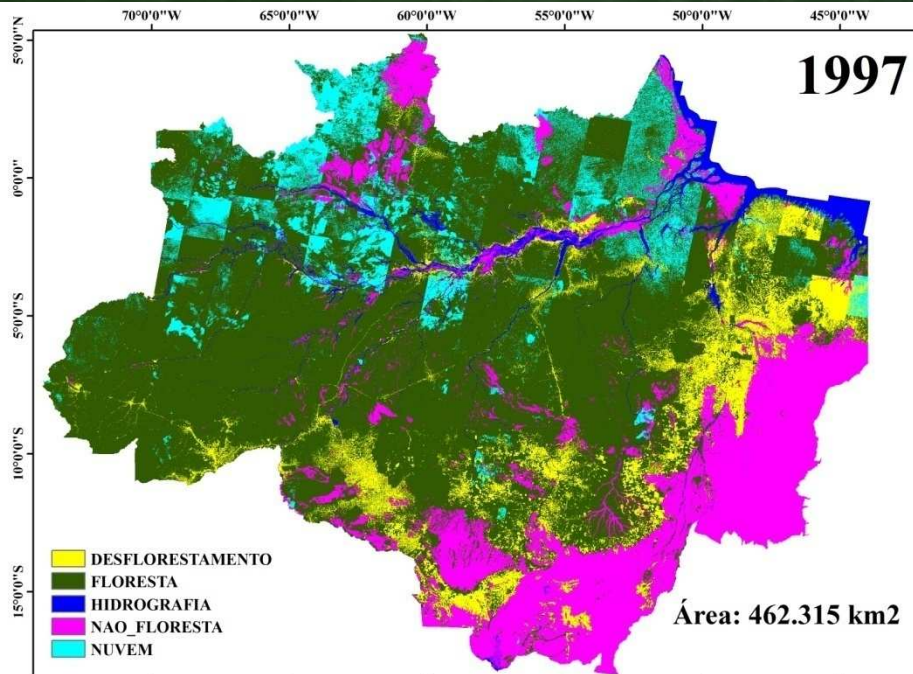 70°0'0"W 65°0'0"W 60°0'0"W 55°0'0"W 50°0'0"W 45°0'0"W
5°0'0"N
1997
0°0'0"
5°0'0"S
10°0'0"S
15°0'0"S
DESFLORESTAMENTO
FLORESTA
HIDROGRAFIA
NAO_FLORESTA
NUVEM
Área: 462.315 km2